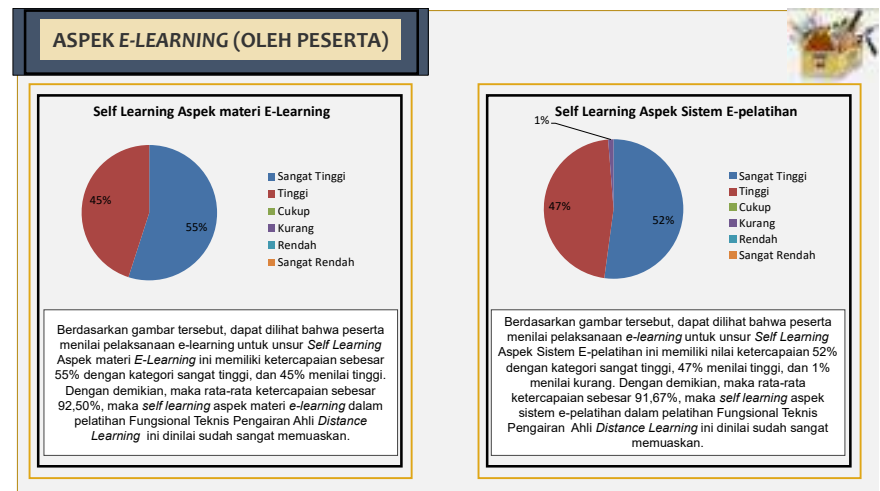 ASPEK E-LEARNING (OLEH PESERTA)
Self Learning Aspek materi E-Learning
45%
55%
Sangat Tinggi
Tinggi
Cukup
Kurang
Rendah
Sangat Rendah
Berdasarkan gambar tersebut, dapat dilihat bahwa peserta
menilai pelaksanaan e-learning untuk unsur Self Learning
Aspek materi E-Learning ini memiliki ketercapaian sebesar
55% dengan kategori sangat tinggi, dan 45% menilai tinggi.
Dengan demikian, maka rata-rata ketercapaian sebesar
92,50%, maka self learning aspek materi e-learning dalam
pelatihan Fungsional Teknis Pengairan Ahli Distance
Learning ini dinilai sudah sangat memuaskan.
Self Learning Aspek Sistem E-pelatihan
1%
47%
52%
Sangat Tinggi
Tinggi
Cukup
Kurang
Rendah
Sangat Rendah
Berdasarkan gambar tersebut, dapat dilihat bahwa peserta
menilai pelaksanaan e-learning untuk unsur Self Learning
Aspek Sistem E-pelatihan ini memiliki nilai ketercapaian 52%
dengan kategori sangat tinggi, 47% menilai tinggi, dan 1%
menilai kurang. Dengan demikian, maka rata-rata
ketercapaian sebesar 91,67%, maka self learning aspek
sistem e-pelatihan dalam pelatihan Fungsional Teknis
Pengairan Ahli Distance Learning ini dinilai sudah sangat
memuaskan.